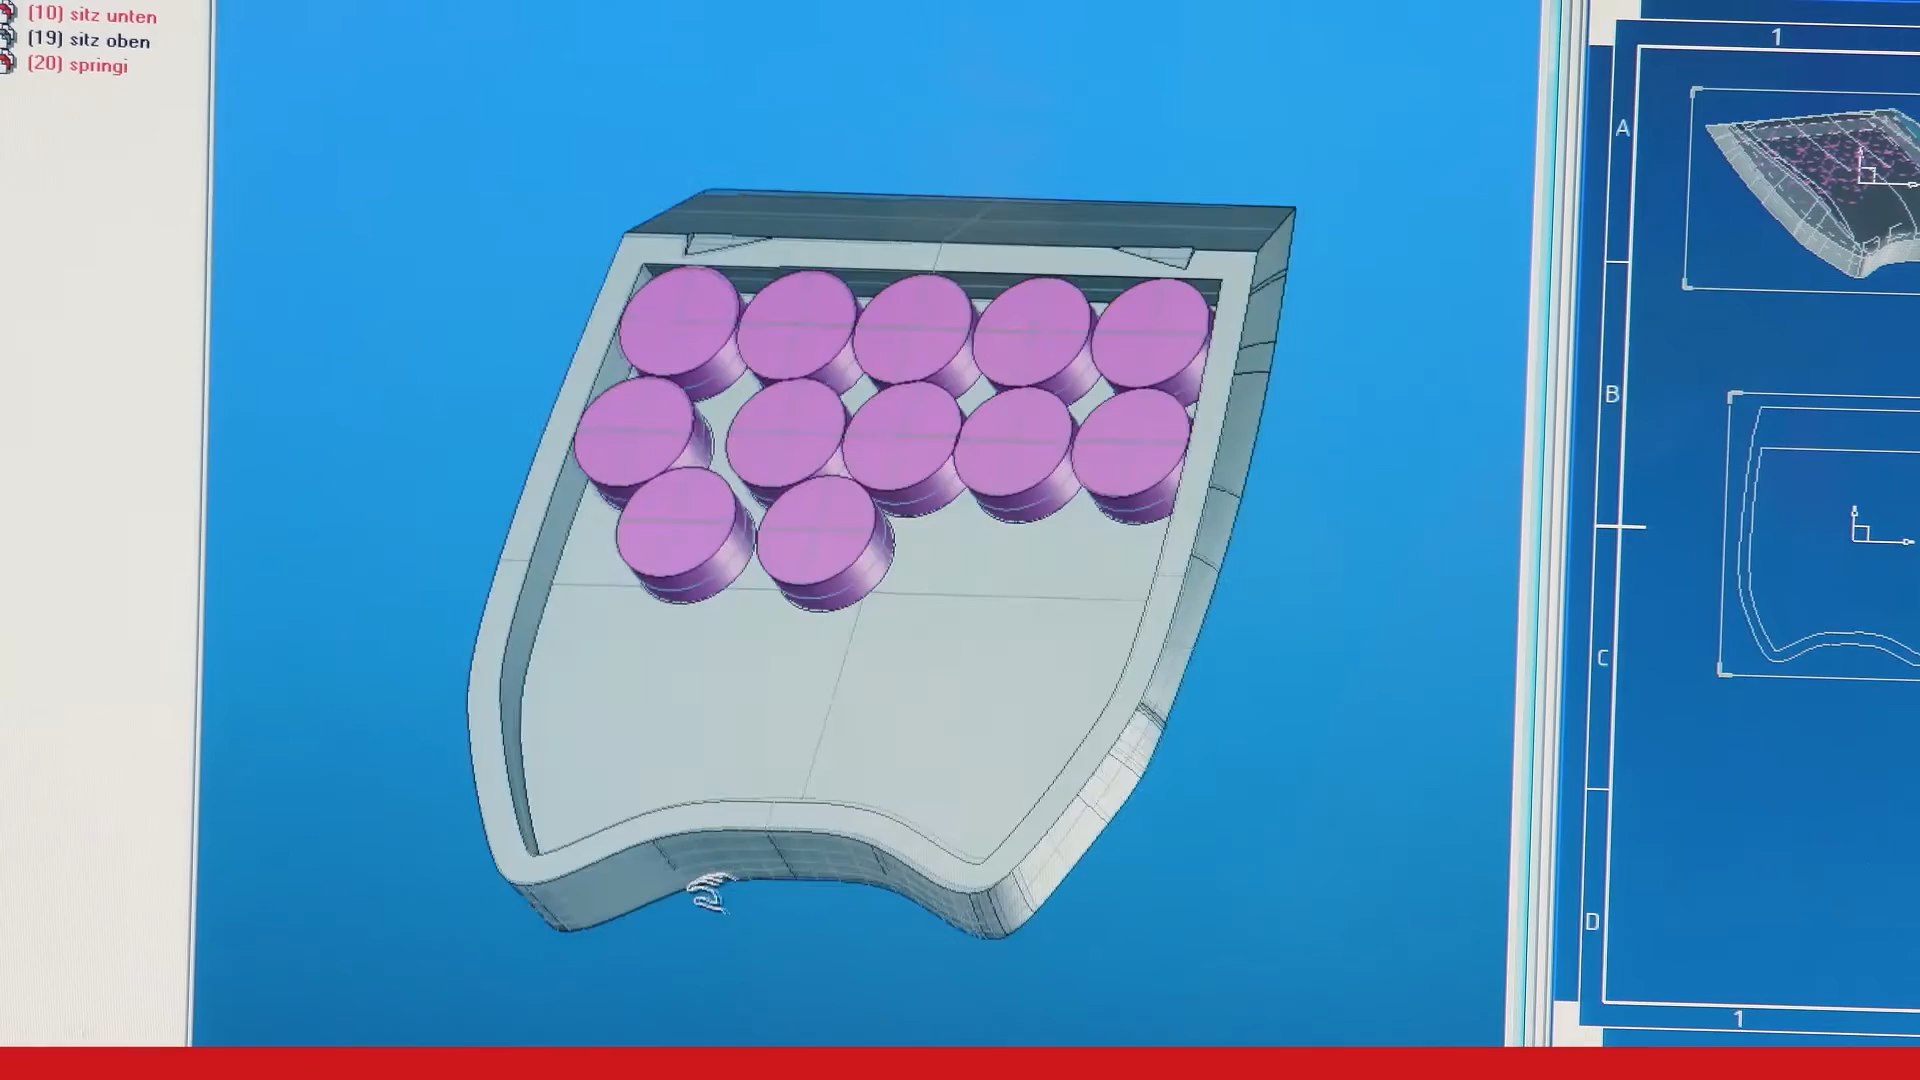 (10) sitz unten
(19) sitz oben
(20) springi
1
A
B
C
D
1